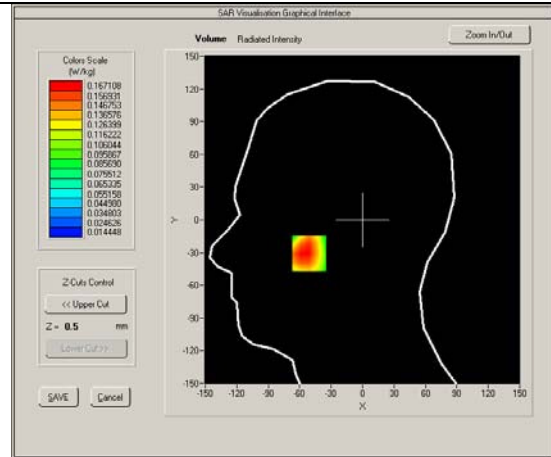 SAR Visualisation Graphical Interface
Volume Radiated Intensity
Zoom In/Out
Colors Scale
(W/kg)
0.167108
0.156931
0.146753
0.136576
0.126399
0.116222
0.106044
0.095867
0.085690
0.075512
0.065335
0.055158
0.044980
0.034803
0.024626
0.014448
Z-Cuts Control
<< Upper Cut
Z = 0.5 mm
Lower Cut >>
SAVE Cancel
150
120
90
60
30
Y 0
-30
-60
-90
-120
-150
-150 -120 -90 -60 -30 0 30 60 90 120 150
X